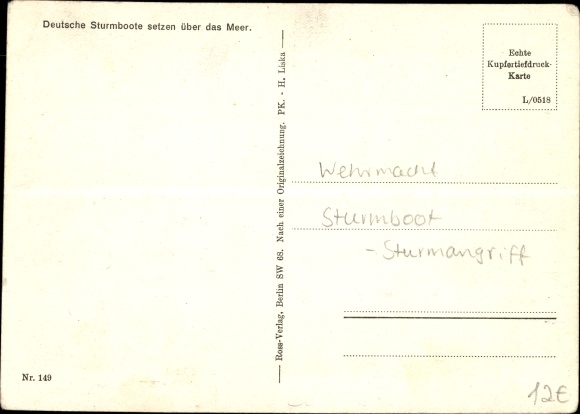 Deutsche Sturmboote setzen über das Meer.
Ross-Verlag, Berlin SW 68. Nach einer Originalzeichnung. PK. - H. Liska
Echte
Kupfertiefdruck-
Karte
L/0518
Wehrmacht
Sturmboot
- Sturmangriff
Nr. 149
12€